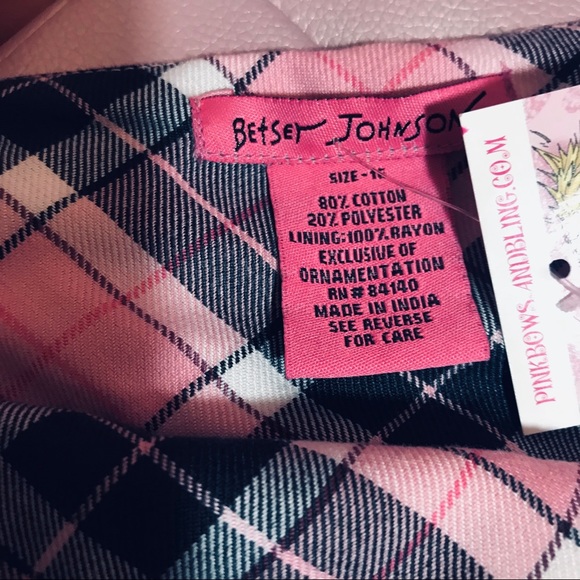 BETSEY JOHNSON
SIZE -
80% COTTON
20% POLYESTER
LINING:100% RAYON
EXCLUSIVE OF
ORNAMENTATION
RN# 84140
MADE IN INDIA
SEE REVERSE
FOR CARE
PINKBOWSANDBLING.COM